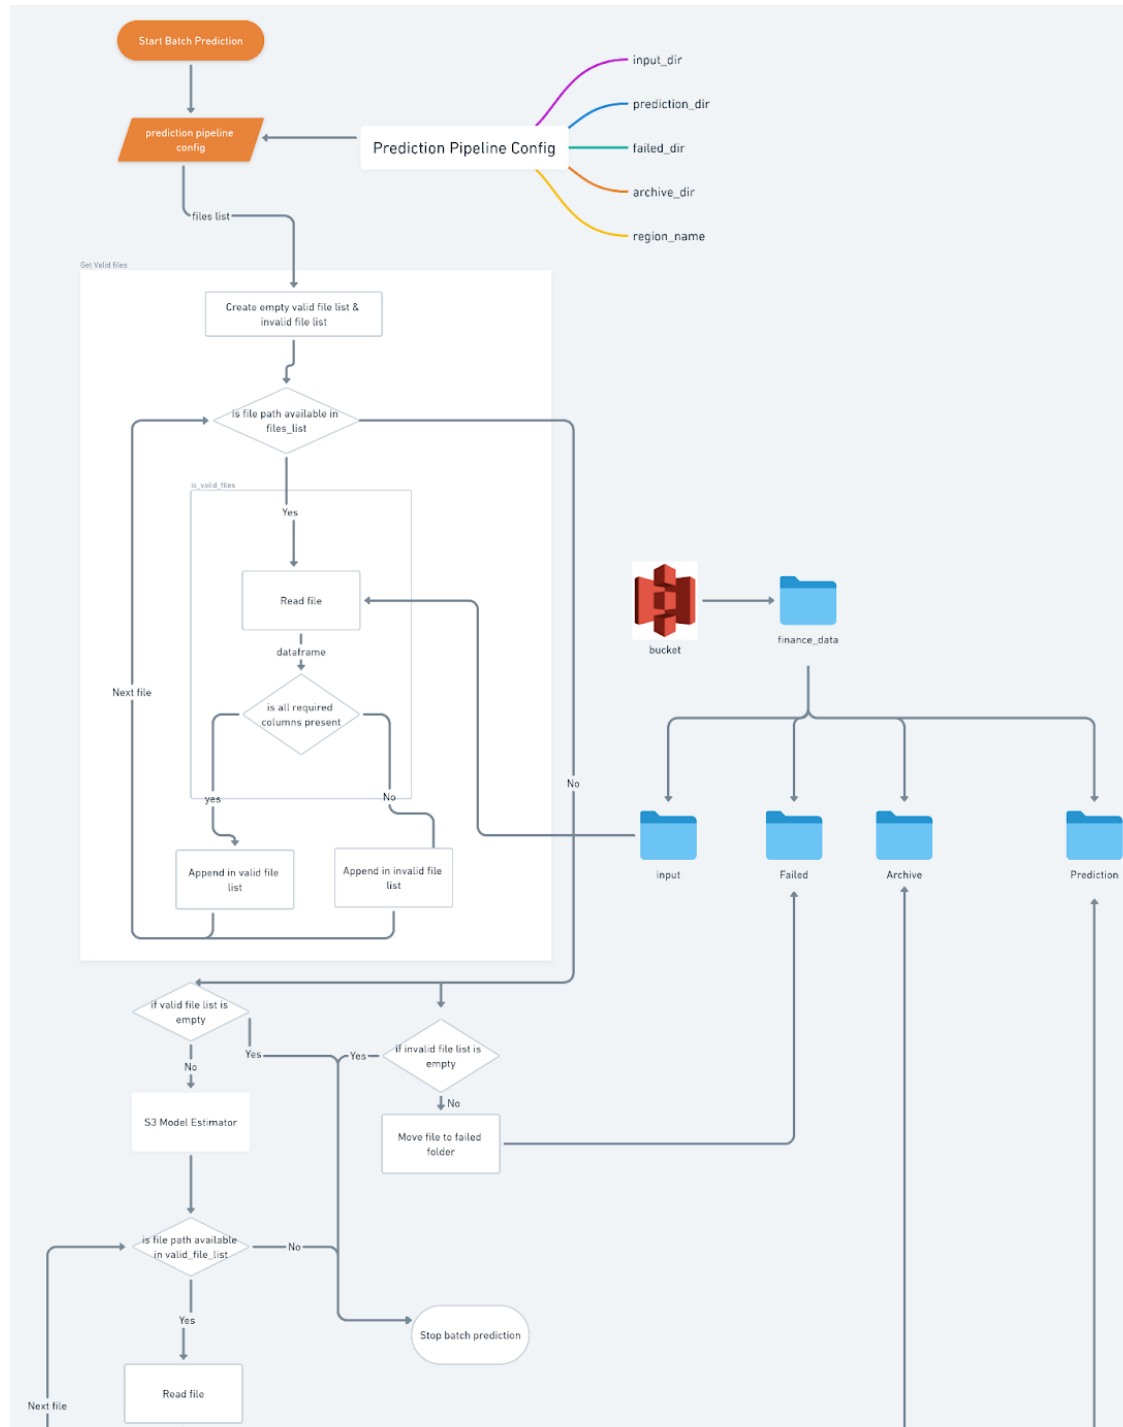 Start Batch Prediction
input_dir
prediction_dir
prediction pipeline
config
Prediction Pipeline Config
failed_dir
archive_dir
files list
region_name
Get Valid files
Create empty valid file list &
invalid file list
is file path available in
files_list
is_valid_files
Yes
Read file
bucket
finance_data
dataframe
Next file
is all required
columns present
No
yes
No
Append in valid file
list
Append in invalid file
list
input
Failed
Archive
Prediction
if valid file list is
empty
if invalid file list is
empty
Yes
Yes
No
No
S3 Model Estimator
Move file to failed
folder
is file path available
in valid_file_list
No
Yes
Stop batch prediction
Read file
Next file